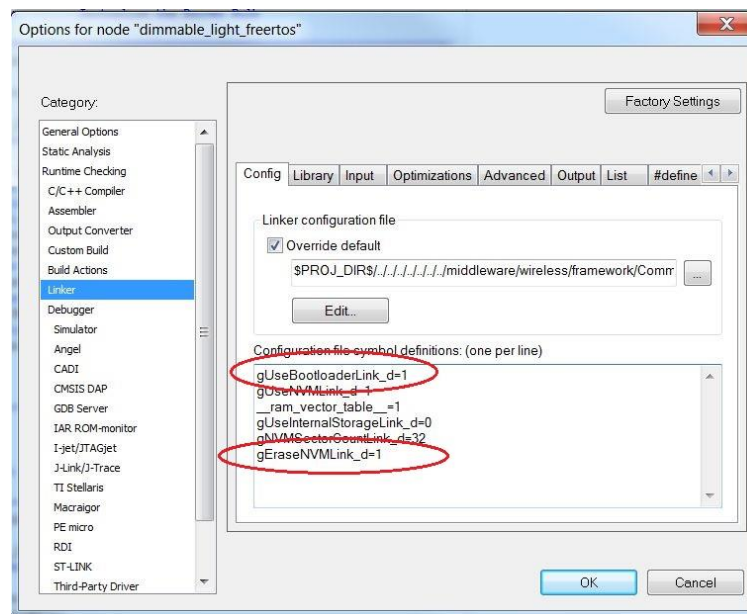 Options for node "dimmable_light_freertos"
Category:
Factory Settings
General Options
Static Analysis
Runtime Checking
C/C++ Compiler
Assembler
Output Converter
Custom Build
Build Actions
Linker
Debugger
Simulator
Angel
CADI
CMSIS DAP
GDB Server
IAR ROM-monitor
I-jet/JTAGjet
J-Link/J-Trace
TI Stellaris
Macraigor
PE micro
RDI
ST-LINK
Third-Party Driver
Config Library Input Optimizations Advanced Output List #define
Linker configuration file
Override default
$PROJ_DIR$/../../../../../../../middleware/wireless/framework/Comm
...
Edit...
Configuration file symbol definitions: (one per line)
gUseBootloaderLink_d=1
gUseNVMLink_d=1
__ram_vector_table__=1
gUseInternalStorageLink_d=0
gNVMSectorCountLink_d=32
gEraseNVMLink_d=1
OK Cancel